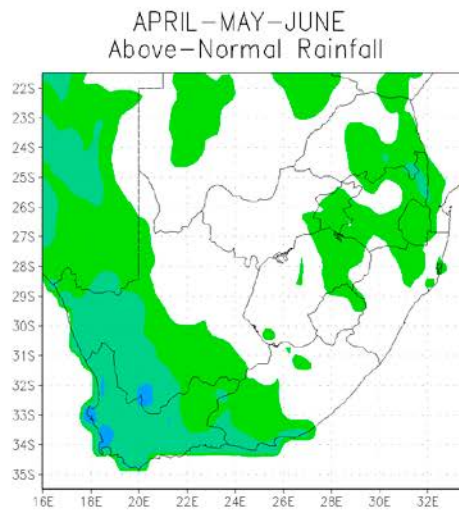 APRIL-MAY-JUNE
Above-Normal Rainfall
22S
23S
24S
25S
26S
27S
28S
29S
30S
31S
32S
33S
34S
35S
16E 18E 20E 22E 24E 26E 28E 30E 32E